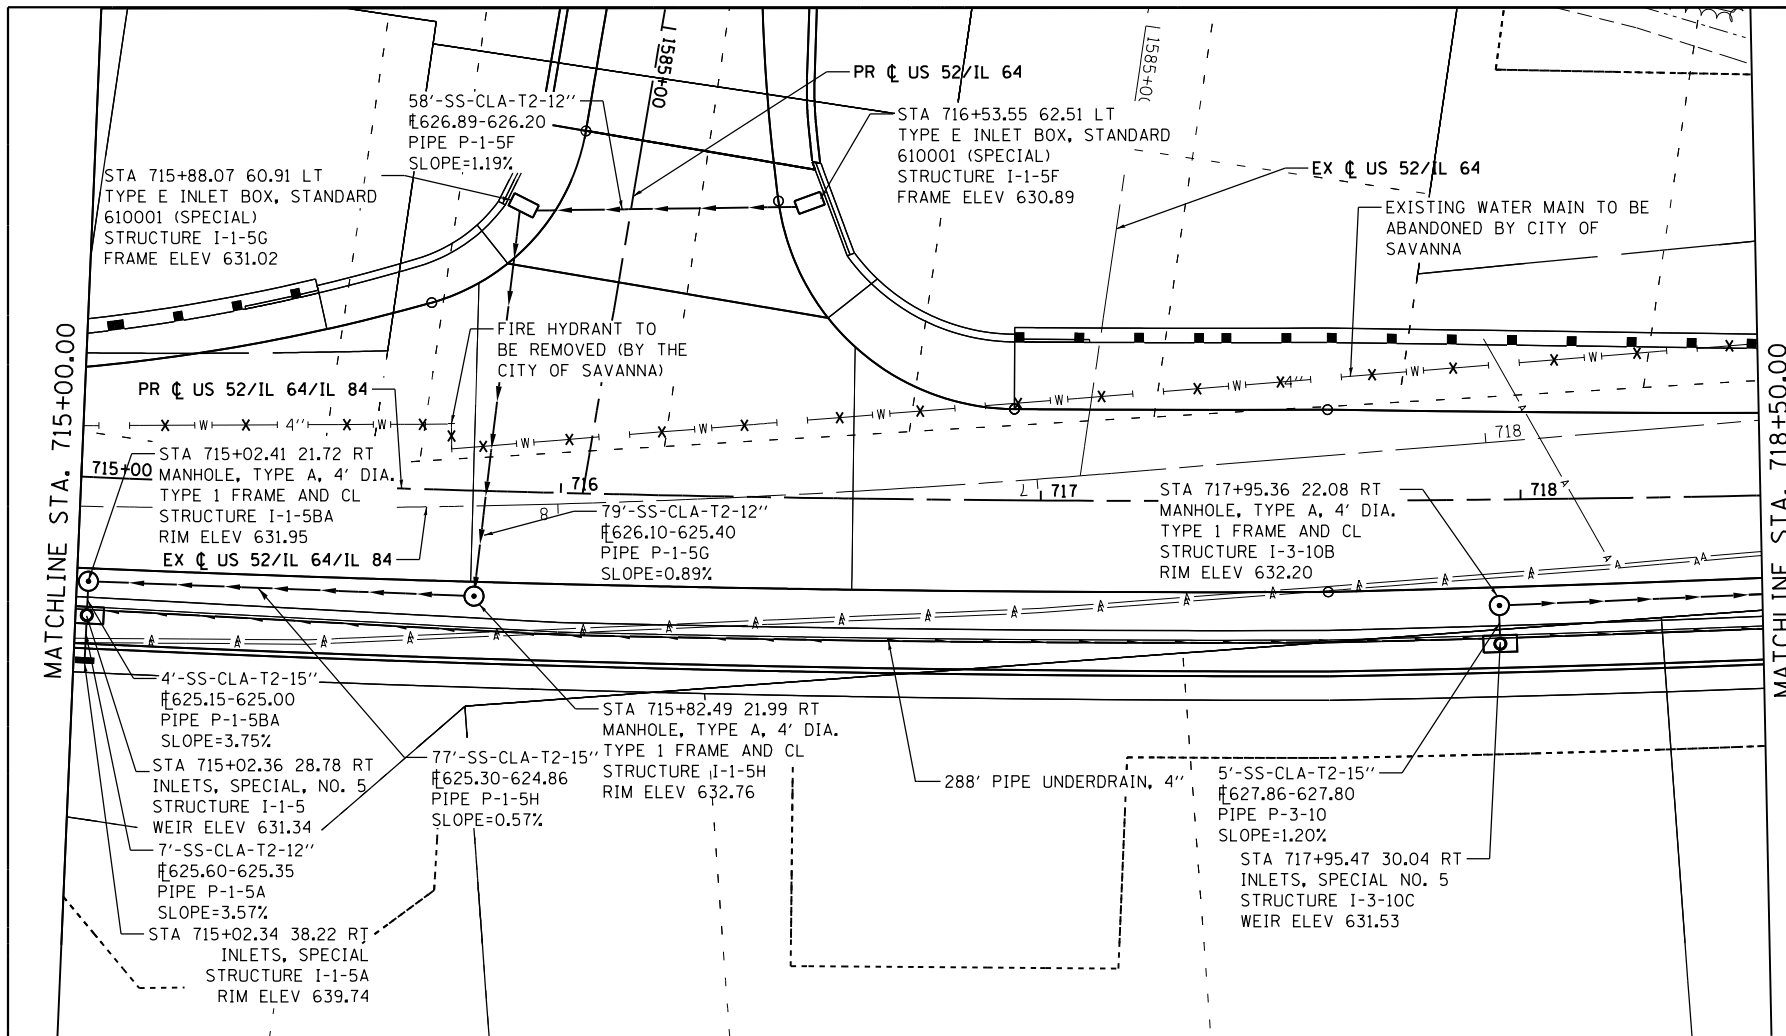 L1585+00
L1585+00
PR ℄ US 52/IL 64
58'-SS-CLA-T2-12''
℄626.89-626.20
PIPE P-1-5F
SLOPE=1.19%
STA 716+53.55 62.51 LT
TYPE E INLET BOX, STANDARD
610001 (SPECIAL)
STRUCTURE I-1-5F
FRAME ELEV 630.89
EX ℄ US 52/IL 64
STA 715+88.07 60.91 LT
TYPE E INLET BOX, STANDARD
610001 (SPECIAL)
STRUCTURE I-1-5G
FRAME ELEV 631.02
EXISTING WATER MAIN TO BE
ABANDONED BY CITY OF
SAVANNA
FIRE HYDRANT TO
BE REMOVED (BY THE
CITY OF SAVANNA)
PR ℄ US 52/IL 64/IL 84
MATCHLINE STA. 715+00.00
MATCHLINE STA. 718+50.00
4''
4''
718
715+00
716
717
718
7
8
STA 715+02.41 21.72 RT
MANHOLE, TYPE A, 4' DIA.
TYPE 1 FRAME AND CL
STRUCTURE I-1-5BA
RIM ELEV 631.95
EX ℄ US 52/IL 64/IL 84
79'-SS-CLA-T2-12''
℄626.10-625.40
PIPE P-1-5G
SLOPE=0.89%
STA 717+95.36 22.08 RT
MANHOLE, TYPE A, 4' DIA.
TYPE 1 FRAME AND CL
STRUCTURE I-3-10B
RIM ELEV 632.20
4'-SS-CLA-T2-15''
℄625.15-625.00
PIPE P-1-5BA
SLOPE=3.75%
STA 715+02.36 28.78 RT
INLETS, SPECIAL, NO. 5
STRUCTURE I-1-5
WEIR ELEV 631.34
7'-SS-CLA-T2-12''
℄625.60-625.35
PIPE P-1-5A
SLOPE=3.57%
STA 715+02.34 38.22 RT
INLETS, SPECIAL
STRUCTURE I-1-5A
RIM ELEV 639.74
77'-SS-CLA-T2-15''
℄625.30-624.86
PIPE P-1-5H
SLOPE=0.57%
STA 715+82.49 21.99 RT
MANHOLE, TYPE A, 4' DIA.
TYPE 1 FRAME AND CL
STRUCTURE I-1-5H
RIM ELEV 632.76
288' PIPE UNDERDRAIN, 4''
5'-SS-CLA-T2-15''
℄627.86-627.80
PIPE P-3-10
SLOPE=1.20%
STA 717+95.47 30.04 RT
INLETS, SPECIAL NO. 5
STRUCTURE I-3-10C
WEIR ELEV 631.53